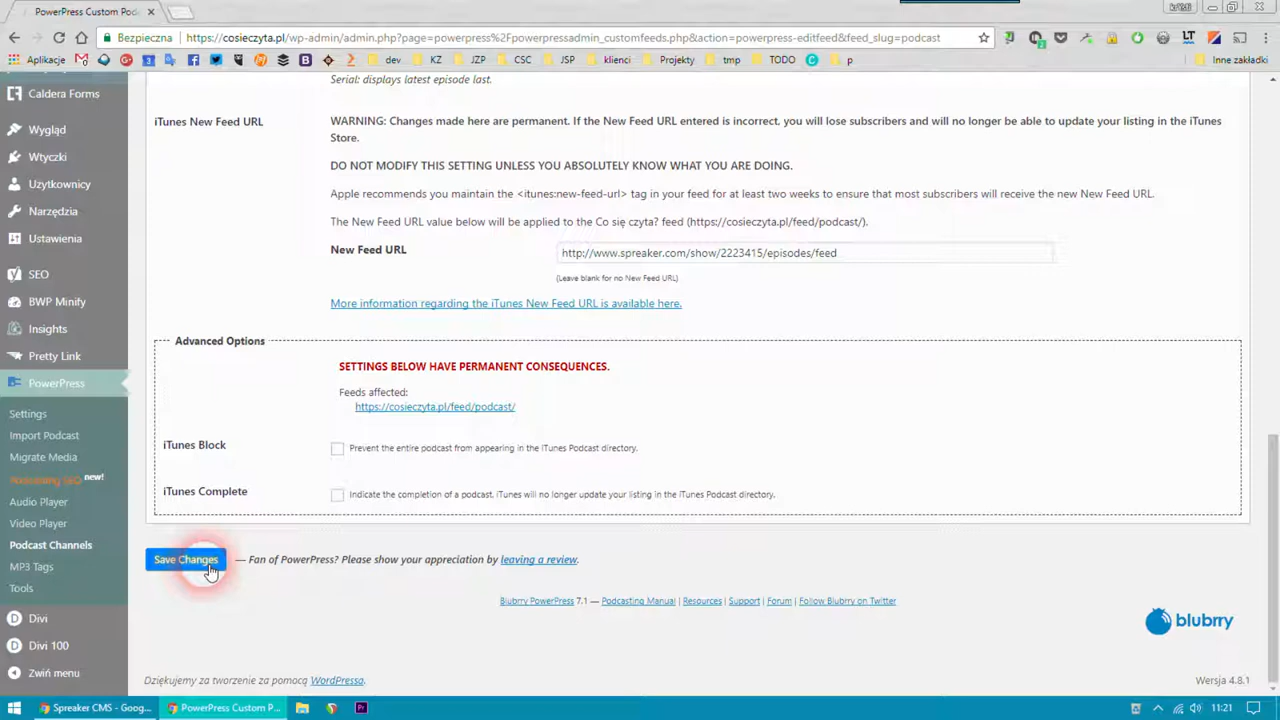 PowerPress Custom Podc
Bezpieczna
https://cosieczyta.pl/wp-admin/admin.php?page=powerpress%2Fpowerpressadmin_customfeeds.php&action=powerpress-editfeed&feed_slug=podcast
Aplikacje
dev
KZ
JZP
CSC
JSP
klienci
Projekty
tmp
TODO
p
Inne zakładki
Serial: displays latest episode last.
Caldera Forms
Wygląd
Wtyczki
Użytkownicy
Narzędzia
Ustawienia
SEO
BWP Minify
Insights
Pretty Link
PowerPress
Settings
Import Podcast
Migrate Media
Podcasting SEO new!
Audio Player
Video Player
Podcast Channels
MP3 Tags
Tools
Divi
Divi 100
Zwiń menu
iTunes New Feed URL
WARNING: Changes made here are permanent. If the New Feed URL entered is incorrect, you will lose subscribers and will no longer be able to update your listing in the iTunes
Store.
DO NOT MODIFY THIS SETTING UNLESS YOU ABSOLUTELY KNOW WHAT YOU ARE DOING.
Apple recommends you maintain the <itunes:new-feed-url> tag in your feed for at least two weeks to ensure that most subscribers will receive the new New Feed URL.
The New Feed URL value below will be applied to the Co się czyta? feed (https://cosieczyta.pl/feed/podcast/).
New Feed URL
http://www.spreaker.com/show/2223415/episodes/feed
(Leave blank for no New Feed URL)
More information regarding the iTunes New Feed URL is available here.
Advanced Options
SETTINGS BELOW HAVE PERMANENT CONSEQUENCES.
Feeds affected:
https://cosieczyta.pl/feed/podcast/
iTunes Block
Prevent the entire podcast from appearing in the iTunes Podcast directory.
iTunes Complete
Indicate the completion of a podcast. iTunes will no longer update your listing in the iTunes Podcast directory.
Save Changes
— Fan of PowerPress? Please show your appreciation by leaving a review.
Blubrry PowerPress 7.1 — Podcasting Manual | Resources | Support | Forum | Follow Blubrry on Twitter
blubrry
Dziękujemy za tworzenie za pomocą WordPressa.
Wersja 4.8.1
Spreaker CMS - Goog...
PowerPress Custom P...
Pr
11:21